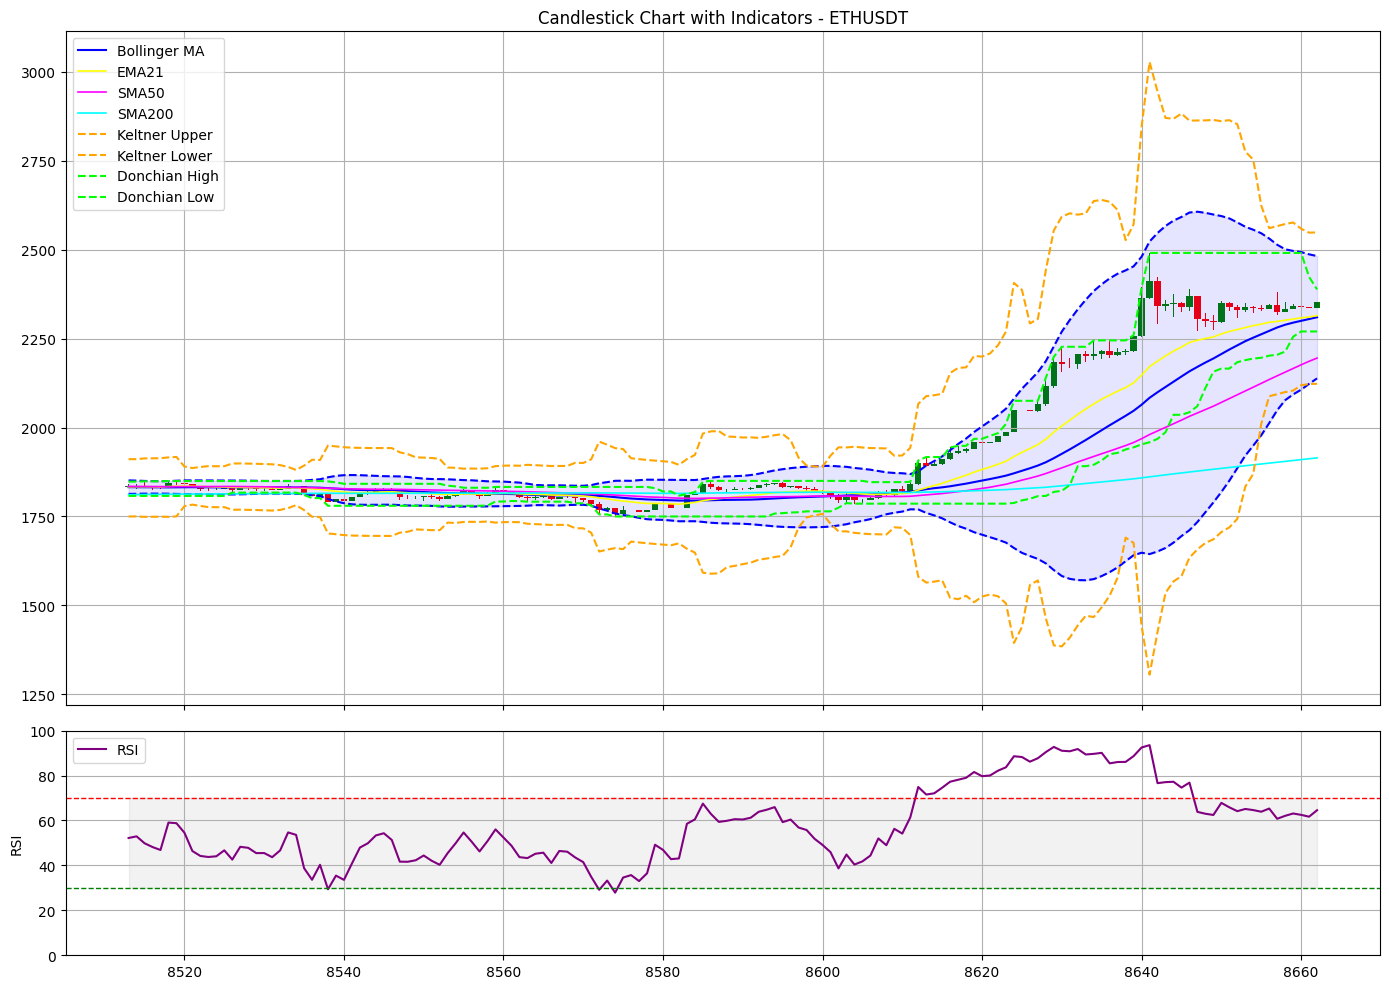 Candlestick Chart with Indicators - ETHUSDT
Bollinger MA
EMA21
SMA50
SMA200
Keltner Upper
Keltner Lower
Donchian High
Donchian Low
3000
2750
2500
2250
2000
1750
1500
1250
RSI
100
80
60
40
20
0
RSI
8520 8540 8560 8580 8600 8620 8640 8660